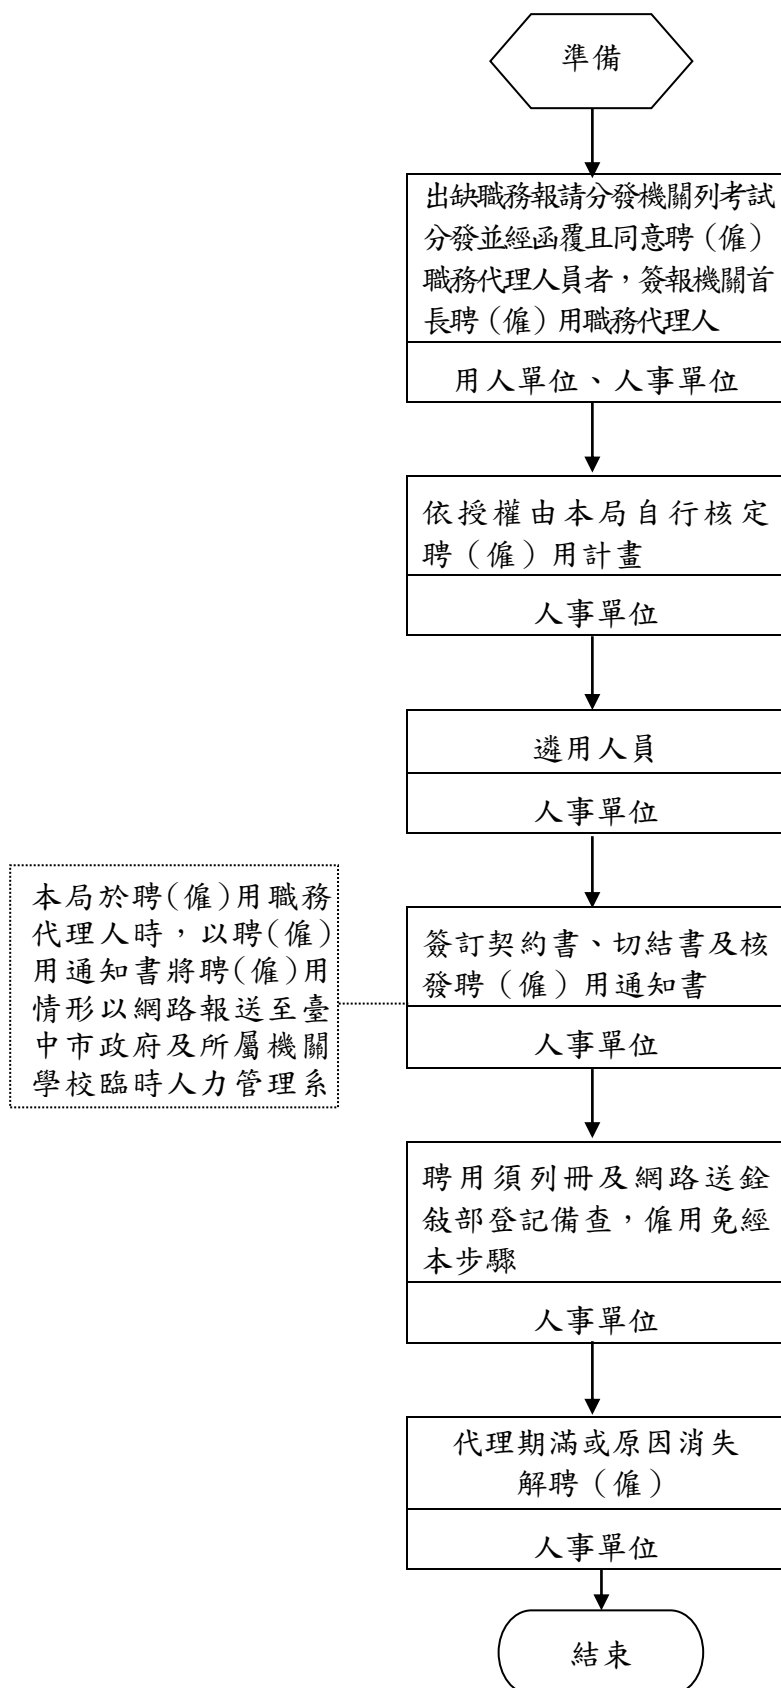 準備
出缺職務報請分發機關列考試
分發並經函覆且同意聘（僱）
職務代理人員者，簽報機關首
長聘（僱）用職務代理人
用人單位、人事單位
依授權由本局自行核定
聘（僱）用計畫
人事單位
遴用人員
人事單位
本局於聘(僱)用職務
代理人時，以聘(僱)
用通知書將聘(僱)用
情形以網路報送至臺
中市政府及所屬機關
學校臨時人力管理系
簽訂契約書、切結書及核
發聘（僱）用通知書
人事單位
聘用須列冊及網路送銓
敍部登記備查，僱用免經
本步驟
人事單位
代理期滿或原因消失
解聘（僱）
人事單位
結束